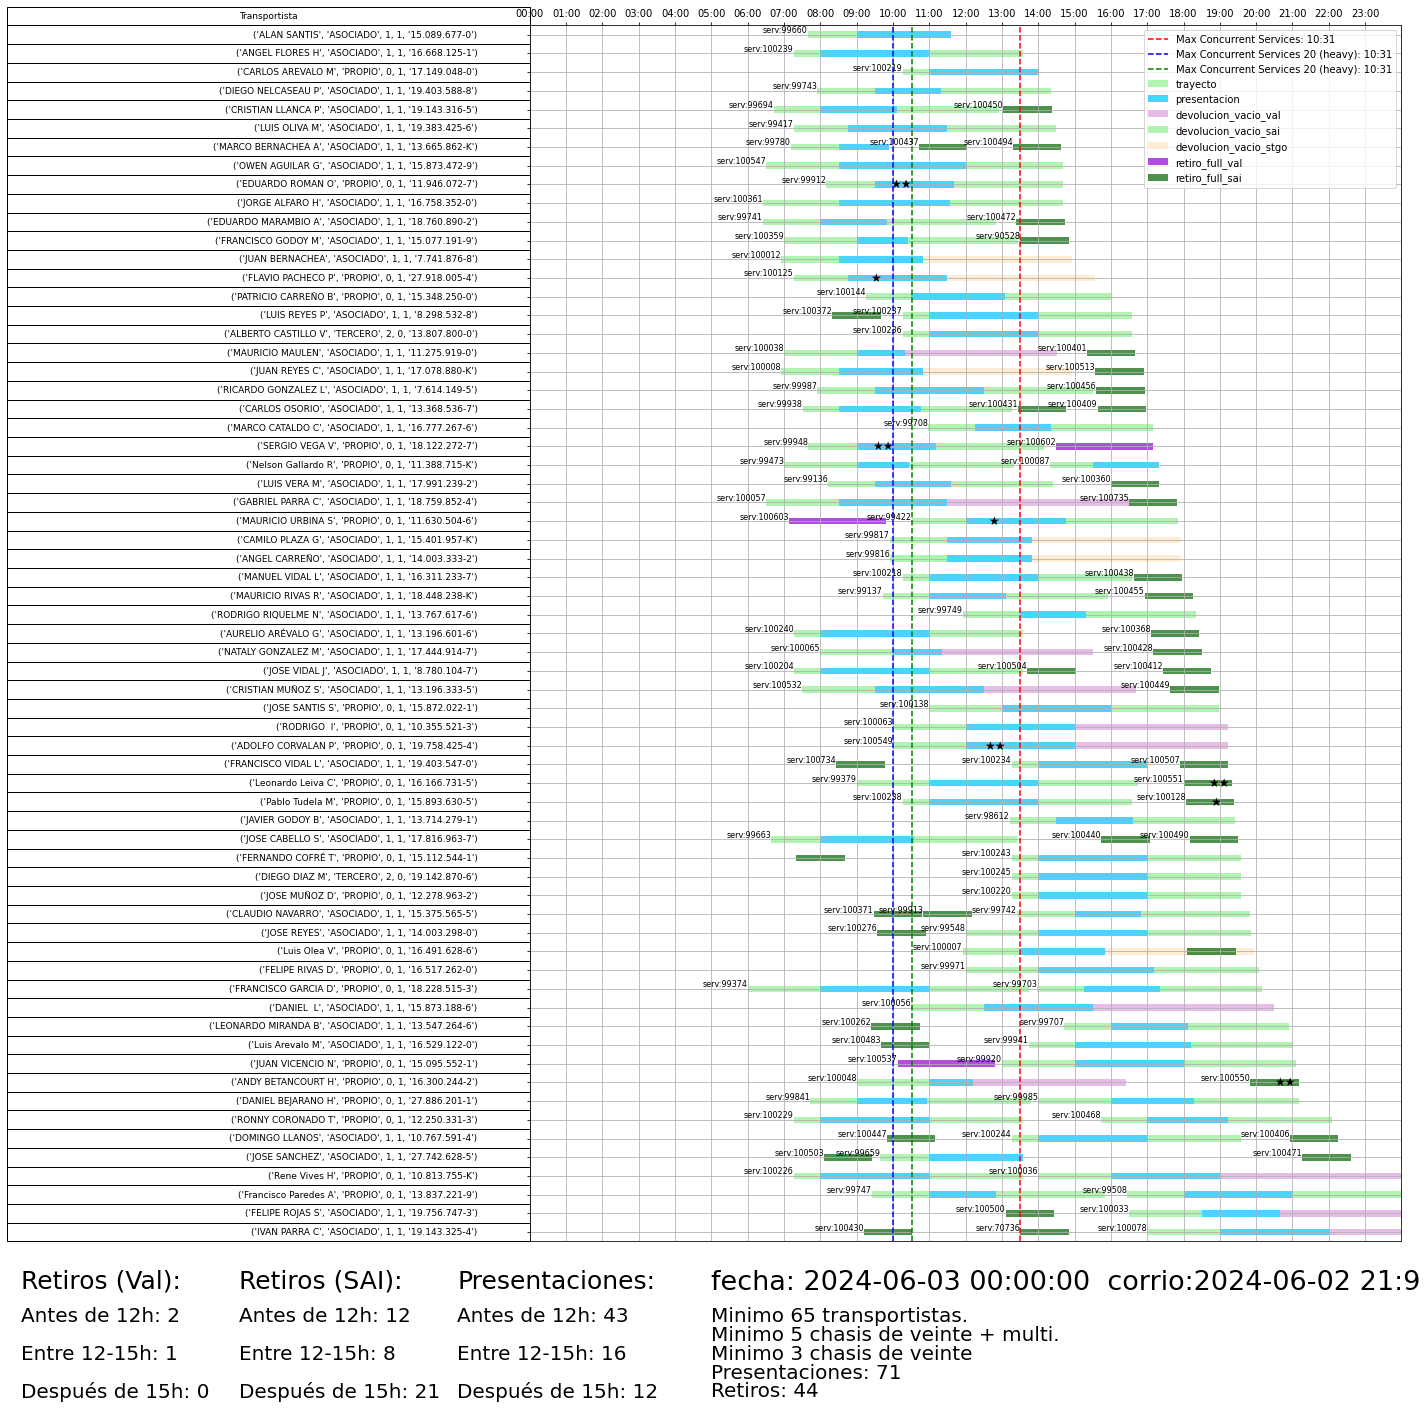 Transportista 00:00 01:00 02:00 03:00 04:00 05:00 06:00 07:00 08:00 09:00 10:00 11:00 12:00 13:00 14:00 15:00 16:00 17:00 18:00 19:00 20:00 21:00 22:00 23:00
Max Concurrent Services: 10:31
Max Concurrent Services 20 (heavy): 10:31
Max Concurrent Services 20 (heavy): 10:31
trayecto
presentacion
devolucion_vacio_val
devolucion_vacio_sai
devolucion_vacio_stgo
retiro_full_val
retiro_full_sai
('ALAN SANTIS', 'ASOCIADO', 1, 1, '15.089.677-0') serv:99660
('ANGEL FLORES H', 'ASOCIADO', 1, 1, '16.668.125-1') serv:100239
('CARLOS AREVALO M', 'PROPIO', 0, 1, '17.149.048-0') serv:100219
('DIEGO NELCASEAU P', 'ASOCIADO', 1, 1, '19.403.588-8') serv:99743
('CRISTIAN LLANCA P', 'ASOCIADO', 1, 1, '19.143.316-5') serv:99694 serv:100450
('LUIS OLIVA M', 'ASOCIADO', 1, 1, '19.383.425-6') serv:99417
('MARCO BERNACHEA A', 'ASOCIADO', 1, 1, '13.665.862-K') serv:99780 serv:100437 serv:100494
('OWEN AGUILAR G', 'ASOCIADO', 1, 1, '15.873.472-9') serv:100547
('EDUARDO ROMAN O', 'PROPIO', 0, 1, '11.946.072-7') serv:99912
('JORGE ALFARO H', 'ASOCIADO', 1, 1, '16.758.352-0') serv:100361
('EDUARDO MARAMBIO A', 'ASOCIADO', 1, 1, '18.760.890-2') serv:99741 serv:100472
('FRANCISCO GODOY M', 'ASOCIADO', 1, 1, '15.077.191-9') serv:100359 serv:90528
('JUAN BERNACHEA', 'ASOCIADO', 1, 1, '7.741.876-8') serv:100012
('FLAVIO PACHECO P', 'PROPIO', 0, 1, '27.918.005-4') serv:100125
('PATRICIO CARREÑO B', 'PROPIO', 0, 1, '15.348.250-0') serv:100144
('LUIS REYES P', 'ASOCIADO', 1, 1, '8.298.532-8') serv:100372 serv:100237
('ALBERTO CASTILLO V', 'TERCERO', 2, 0, '13.807.800-0') serv:100236
('MAURICIO MAULEN', 'ASOCIADO', 1, 1, '11.275.919-0') serv:100038 serv:100401
('JUAN REYES C', 'ASOCIADO', 1, 1, '17.078.880-K') serv:100008 serv:100513
('RICARDO GONZALEZ L', 'ASOCIADO', 1, 1, '7.614.149-5') serv:99987 serv:100456
('CARLOS OSORIO', 'ASOCIADO', 1, 1, '13.368.536-7') serv:99938 serv:100431 serv:100409
('MARCO CATALDO C', 'ASOCIADO', 1, 1, '16.777.267-6') serv:99708
('SERGIO VEGA V', 'PROPIO', 0, 1, '18.122.272-7') serv:99948 serv:100602
('Nelson Gallardo R', 'PROPIO', 0, 1, '11.388.715-K') serv:99473 serv:100087
('LUIS VERA M', 'PROPIO', 0, 1, '17.991.239-2') serv:99136 serv:100360
('GABRIEL PARRA C', 'ASOCIADO', 1, 1, '18.759.852-4') serv:100057 serv:100735
('MAURICIO URBINA S', 'PROPIO', 0, 1, '11.630.504-6') serv:100603 serv:99422
('CAMILO PLAZA G', 'PROPIO', 0, 1, '15.401.957-K') serv:99817
('ANGEL CARREÑO', 'ASOCIADO', 1, 1, '14.003.333-2') serv:99816
('MANUEL VIDAL L', 'ASOCIADO', 1, 1, '16.311.233-7') serv:100218 serv:100438
('MAURICIO RIVAS R', 'ASOCIADO', 1, 1, '18.448.238-K') serv:99137 serv:100455
('RODRIGO RIQUELME N', 'ASOCIADO', 1, 1, '13.767.617-6') serv:99749
('AURELIO ARÉVALO G', 'ASOCIADO', 1, 1, '13.196.601-6') serv:100240 serv:100368
('NATALY GONZALEZ M', 'ASOCIADO', 1, 1, '17.444.914-7') serv:100065 serv:100428
('JOSE VIDAL J', 'ASOCIADO', 1, 1, '8.780.104-7') serv:100204 serv:100504 serv:100412
('CRISTIAN MUÑOZ S', 'ASOCIADO', 1, 1, '13.196.333-5') serv:100532 serv:100449
('JOSE SANTIS S', 'PROPIO', 0, 1, '15.872.022-1') serv:100138
('RODRIGO  I', 'PROPIO', 0, 1, '10.355.521-3') serv:100063
('ADOLFO CORVALAN P', 'PROPIO', 0, 1, '19.758.425-4') serv:100549
('FRANCISCO VIDAL L', 'PROPIO', 0, 1, '19.403.547-0') serv:100734 serv:100234 serv:100507
('Leonardo Leiva C', 'PROPIO', 0, 1, '16.166.731-5') serv:99379 serv:100551
('Pablo Tudela M', 'PROPIO', 0, 1, '15.893.630-5') serv:100238 serv:100128
('JAVIER GODOY B', 'PROPIO', 0, 1, '13.714.279-1') serv:98612
('JOSE CABELLO S', 'PROPIO', 0, 1, '17.816.963-7') serv:99663 serv:100440 serv:100490
('FERNANDO COFRÉ T', 'PROPIO', 0, 1, '15.112.544-1') serv:100243
('DIEGO DIAZ M', 'TERCERO', 2, 0, '19.142.870-6') serv:100245
('JOSE MUÑOZ D', 'PROPIO', 0, 1, '12.278.963-2') serv:100220
('CLAUDIO NAVARRO', 'ASOCIADO', 1, 1, '15.375.565-5') serv:100371 serv:99913 serv:99742
('JOSE REYES', 'ASOCIADO', 1, 1, '14.003.298-0') serv:100276 serv:99548
('Luis Olea V', 'PROPIO', 0, 1, '16.491.628-6') serv:100007
('FELIPE RIVAS D', 'PROPIO', 0, 1, '16.517.262-0') serv:99971
('FRANCISCO GARCIA D', 'PROPIO', 0, 1, '18.228.515-3') serv:99374 serv:99703
('DANIEL  L', 'ASOCIADO', 1, 1, '15.873.188-6') serv:100056
('LEONARDO MIRANDA B', 'ASOCIADO', 1, 1, '13.547.264-6') serv:100262 serv:99707
('Luis Arevalo M', 'ASOCIADO', 1, 1, '16.529.122-0') serv:100483 serv:99941
('JUAN VICENCIO N', 'PROPIO', 0, 1, '15.095.552-1') serv:100537 serv:99920
('ANDY BETANCOURT H', 'PROPIO', 0, 1, '16.300.244-2') serv:100048 serv:100550
('DANIEL BEJARANO H', 'PROPIO', 0, 1, '27.886.201-1') serv:99841 serv:99985
('RONNY CORONADO T', 'PROPIO', 0, 1, '12.250.331-3') serv:100229 serv:100468
('DOMINGO LLANOS', 'ASOCIADO', 1, 1, '10.767.591-4') serv:100447 serv:100244 serv:100406
('JOSE SANCHEZ', 'ASOCIADO', 1, 1, '27.742.628-5') serv:100503 serv:99659 serv:100471
('Rene Vives H', 'PROPIO', 0, 1, '10.813.755-K') serv:100226 serv:100036
('Francisco Paredes A', 'PROPIO', 0, 1, '13.837.221-9') serv:99747 serv:99508
('FELIPE ROJAS S', 'ASOCIADO', 1, 1, '19.756.747-3') serv:100500 serv:100033
('IVAN PARRA C', 'ASOCIADO', 1, 1, '19.143.325-4') serv:100430 serv:70736 serv:100078
Retiros (Val): Retiros (SAI): Presentaciones: fecha: 2024-06-03 00:00:00  corrio:2024-06-02 21:9
Antes de 12h: 2 Antes de 12h: 12 Antes de 12h: 43 Minimo 65 transportistas.
Minimo 5 chasis de veinte + multi.
Entre 12-15h: 1 Entre 12-15h: 8 Entre 12-15h: 16 Minimo 3 chasis de veinte
Presentaciones: 71
Después de 15h: 0 Después de 15h: 21 Después de 15h: 12 Retiros: 44